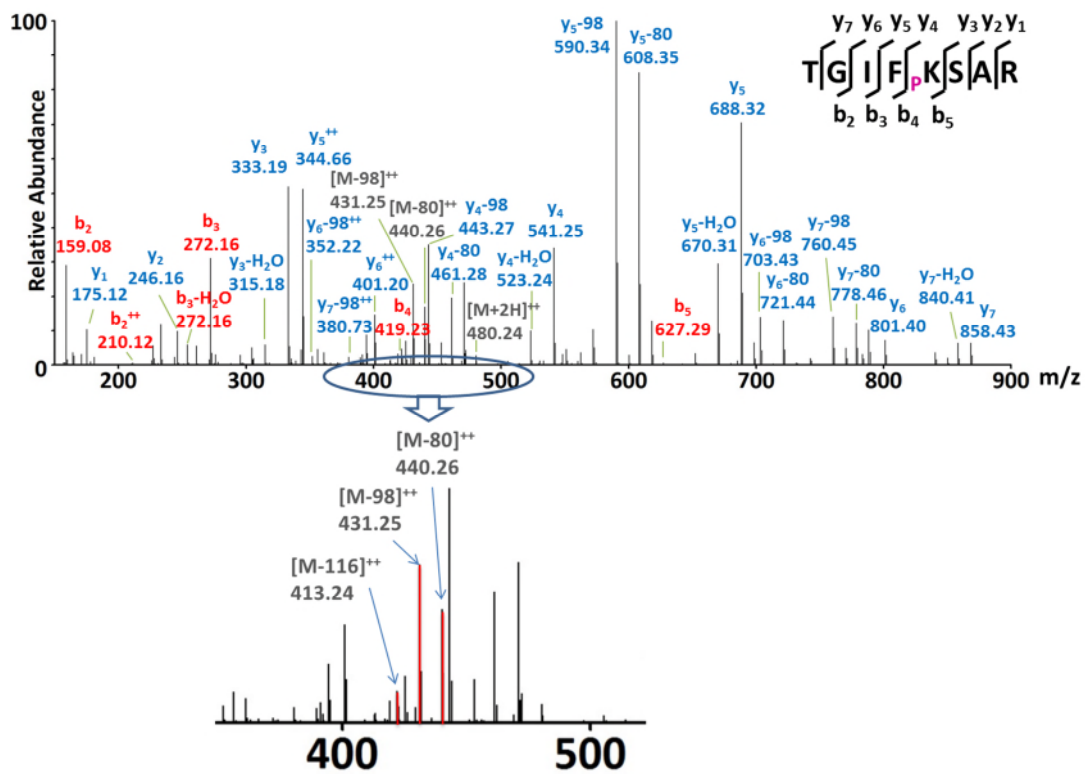 100
Relative Abundance
0
200
300
400
500
600
700
800
900
m/z
b2
159.08
y1
175.12
b2++
210.12
y2
246.16
b3
272.16
b3-H2O
272.16
y3-H2O
315.18
y3
333.19
y5++
344.66
y6-98++
352.22
y7-98++
380.73
y6++
401.20
b4
419.23
[M-98]++
431.25
[M-80]++
440.26
y4-98
443.27
y4-80
461.28
[M+2H]++
480.24
y4-H2O
523.24
y4
541.25
y5-98
590.34
y5-80
608.35
b5
627.29
y5-H2O
670.31
y5
688.32
y6-98
703.43
y6-80
721.44
y7-98
760.45
y7-80
778.46
y6
801.40
y7-H2O
840.41
y7
858.43
y7 y6 y5 y4 y3 y2 y1
TGIFPKSAR
b2 b3 b4 b5
[M-80]++
440.26
[M-98]++
431.25
[M-116]++
413.24
400
500